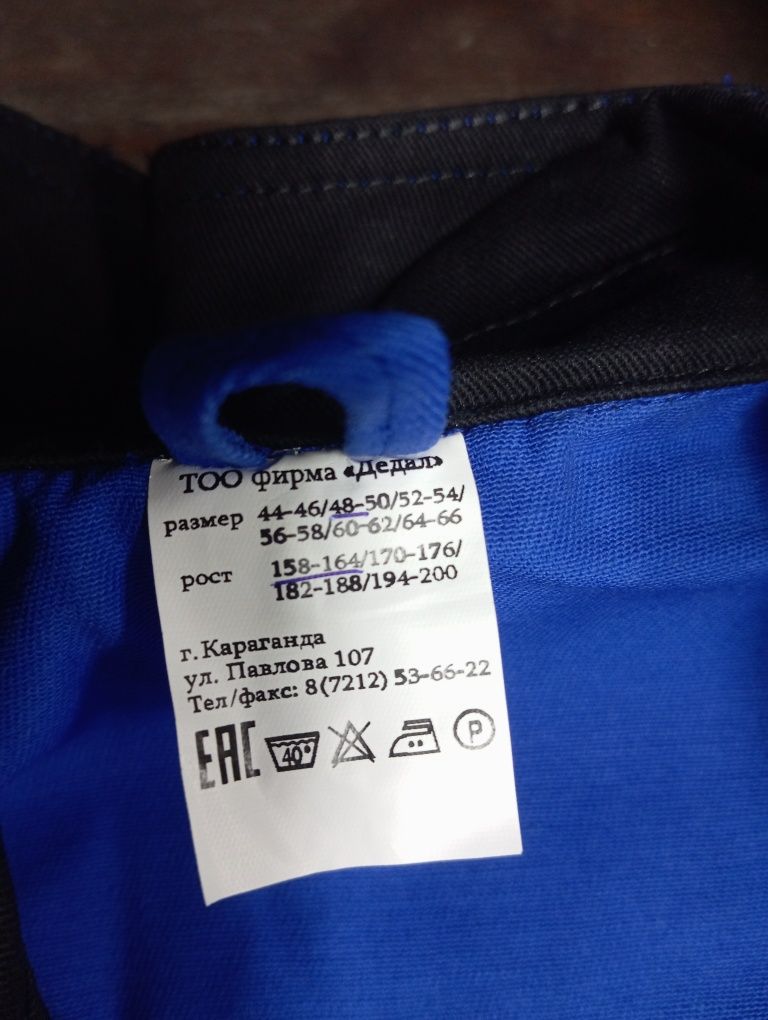 ТОО фирма «Дедал»
размер 44-46/48-50/52-54/
56-58/60-62/64-66
рост 158-164/170-176/
182-188/194-200
г.Караганда
ул. Павлова 107
Тел/факс: 8(7212) 53-66-22
ЕАС 40° P